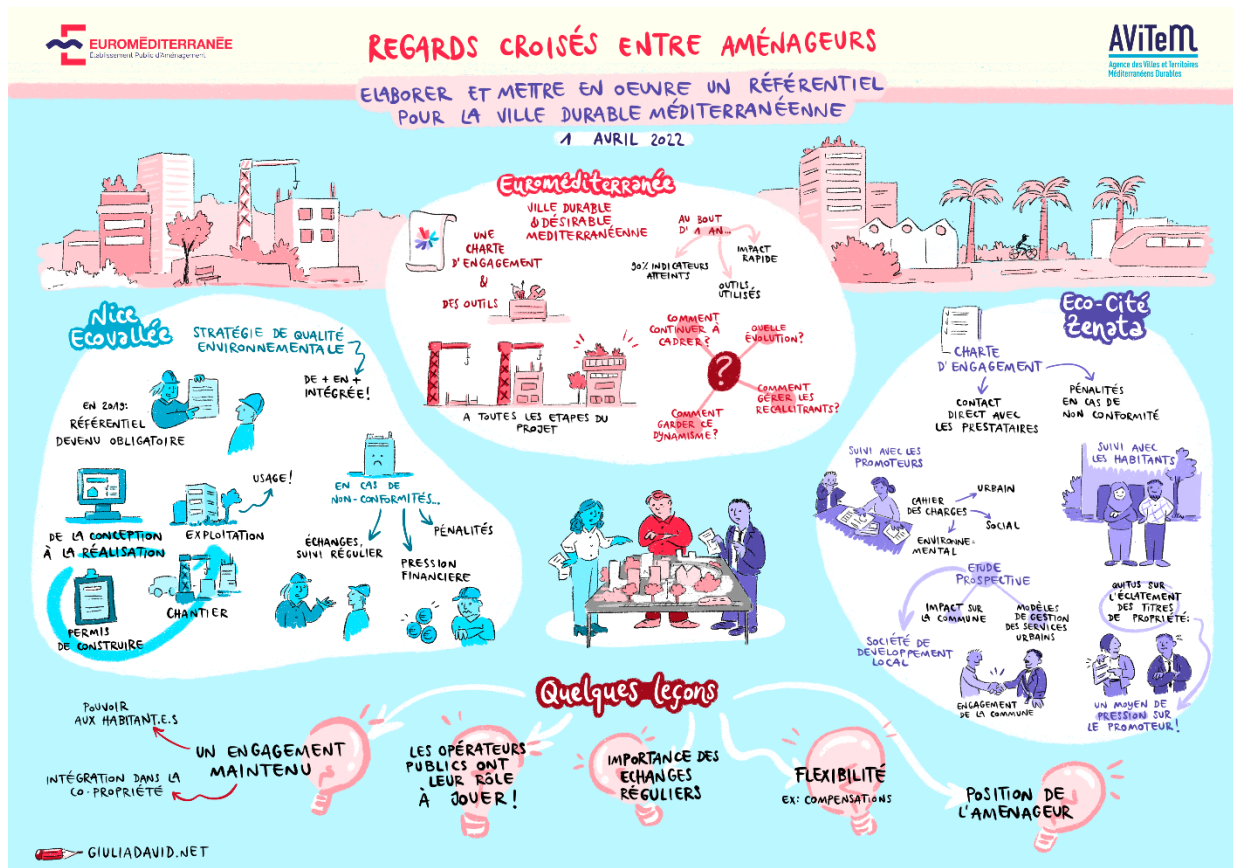 EUROMÉDITERRANÉE
Établissement Public d'Aménagement
REGARDS CROISÉS ENTRE AMÉNAGEURS
AViTeM
Agence des Villes et Territoires
Méditerranéens Durables
ELABORER ET METTRE EN OEUVRE UN RÉFÉRENTIEL
POUR LA VILLE DURABLE MÉDITERRANÉENNE
1 AVRIL 2022
Euroméditerranée
VILLE DURABLE
& DÉSIRABLE,
MEDITERRANÉENNE
UNE
CHARTE
D'ENGAGEMENT
&
DES OUTILS
AU BOUT
D'1 AN...
90% INDICATEURS
ATTEINTS
OUTILS
UTILISÉS
IMPACT
RAPIDE
A TOUTES LES ETAPES DU
PROJET
COMMENT
CONTINUER À
CADRER?
QUELLE
ÉVOLUTION?
?
COMMENT
GARDER CE
DYNAMISME?
COMMENT
GÉRER LES
RECALLITRANTS?
Nice
Ecovallée
STRATÉGIE DE QUALITÉ
ENVIRONNEMENTALE
DE + EN +
INTÉGRÉE!
EN 2019:
RÉFÉRENTIEL
DEVENU OBLIGATOIRE
USAGE!
DE LA CONCEPTION
À LA RÉALISATION
EXPLOITATION
CHANTIER
PERMIS
DE CONSTRUIRE
EN CAS DE
NON-CONFORMITÉS...
ÉCHANGES,
SUIVI RÉGULIER
PÉNALITÉS
PRESSION
FINANCIERE
€
€
€
Eco-Cité
Zenata
CHARTE
D'ENGAGEMENT
CONTACT
DIRECT AVEC
LES PRESTATAIRES
PÉNALITÉS
EN CAS DE
NON CONFORMITÉ
SUIVI AVEC LES
PROMOTEURS
SUIVI AVEC
LES HABITANTS
CAHIER
DES CHARGES
URBAIN
SOCIAL
ENVIRONNE-
MENTAL
ETUDE
PROSPECTIVE
IMPACT SUR
LA COMMUNE
MODÈLES
DE GESTION
DES SERVICES
URBAINS
SOCIÉTÉ DE
DEVELOPPEMENT
LOCAL
ENGAGEMENT
DE LA COMMUNE
QUITUS SUR
L'ÉCLATEMENT
DES TITRES
DE PROPRIÉTÉ:
UN MOYEN DE
PRESSION SUR
LE PROMOTEUR!
Quelques leçons
POUVOIR
AUX HABITANT.E.S
UN ENGAGEMENT
MAINTENU
INTÉGRATION DANS LA
CO-PROPRIÉTÉ
LES OPÉRATEURS
PUBLICS ONT
LEUR RÔLE
À JOUER!
IMPORTANCE DES
ECHANGES
RÉGULIERS
FLEXIBILITÉ
EX: COMPENSATIONS
POSITION DE
L'AMENAGEUR
GIULIADAVID.NET